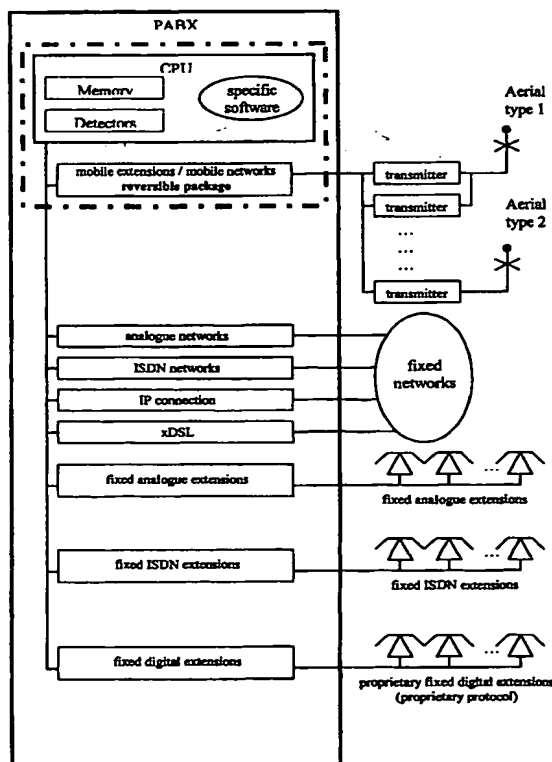 PABX
CPU
Memory
specific
software
Detectors
Aerial
type 1
mobile extensions / mobile networks
reversible package
transmitter
transmitter
...
...
Aerial
type 2
transmitter
analogue networks
ISDN networks
IP connection
xDSL
fixed
networks
fixed analogue extensions
...
fixed analogue extensions
fixed ISDN extensions
...
fixed ISDN extensions
fixed digital extensions
...
proprietary fixed digital extensions
(proprietary protocol)